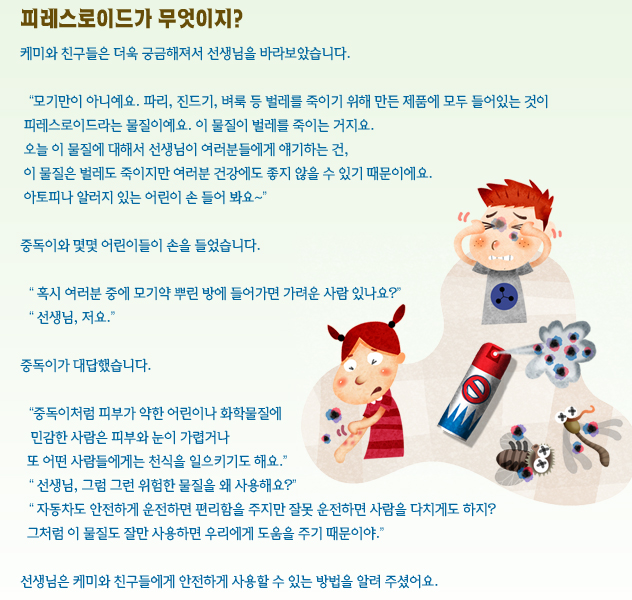 피레스로이드가 무엇이지?
케미와 친구들은 더욱 궁금해져서 선생님을 바라보았습니다.
“모기만이 아니에요. 파리, 진드기, 벼룩 등 벌레를 죽이기 위해 만든 제품에 모두 들어있는 것이
피레스로이드라는 물질이에요. 이 물질이 벌레를 죽이는 거지요.
오늘 이 물질에 대해서 선생님이 여러분들에게 얘기하는 건,
이 물질은 벌레도 죽이지만 여러분 건강에도 좋지 않을 수 있기 때문이에요.
아토피나 알러지 있는 어린이 손 들어 봐요~”
중독이와 몇몇 어린이들이 손을 들었습니다.
“ 혹시 여러분 중에 모기약 뿌린 방에 들어가면 가려운 사람 있나요?”
“ 선생님, 저요.”
중독이가 대답했습니다.
“중독이처럼 피부가 약한 어린이나 화학물질에
민감한 사람은 피부와 눈이 가렵거나
또 어떤 사람들에게는 천식을 일으키기도 해요.”
“ 선생님, 그럼 그런 위험한 물질을 왜 사용해요?”
“ 자동차도 안전하게 운전하면 편리함을 주지만 잘못 운전하면 사람을 다치게도 하지?
그처럼 이 물질도 잘만 사용하면 우리에게 도움을 주기 때문이야.”
선생님은 케미와 친구들에게 안전하게 사용할 수 있는 방법을 알려 주셨어요.